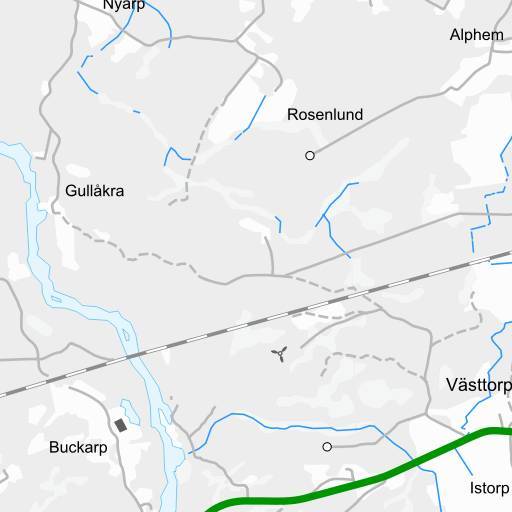 Nyarp
Alphem
Rosenlund
Gullåkra
Västtorp
Buckarp
Istorp